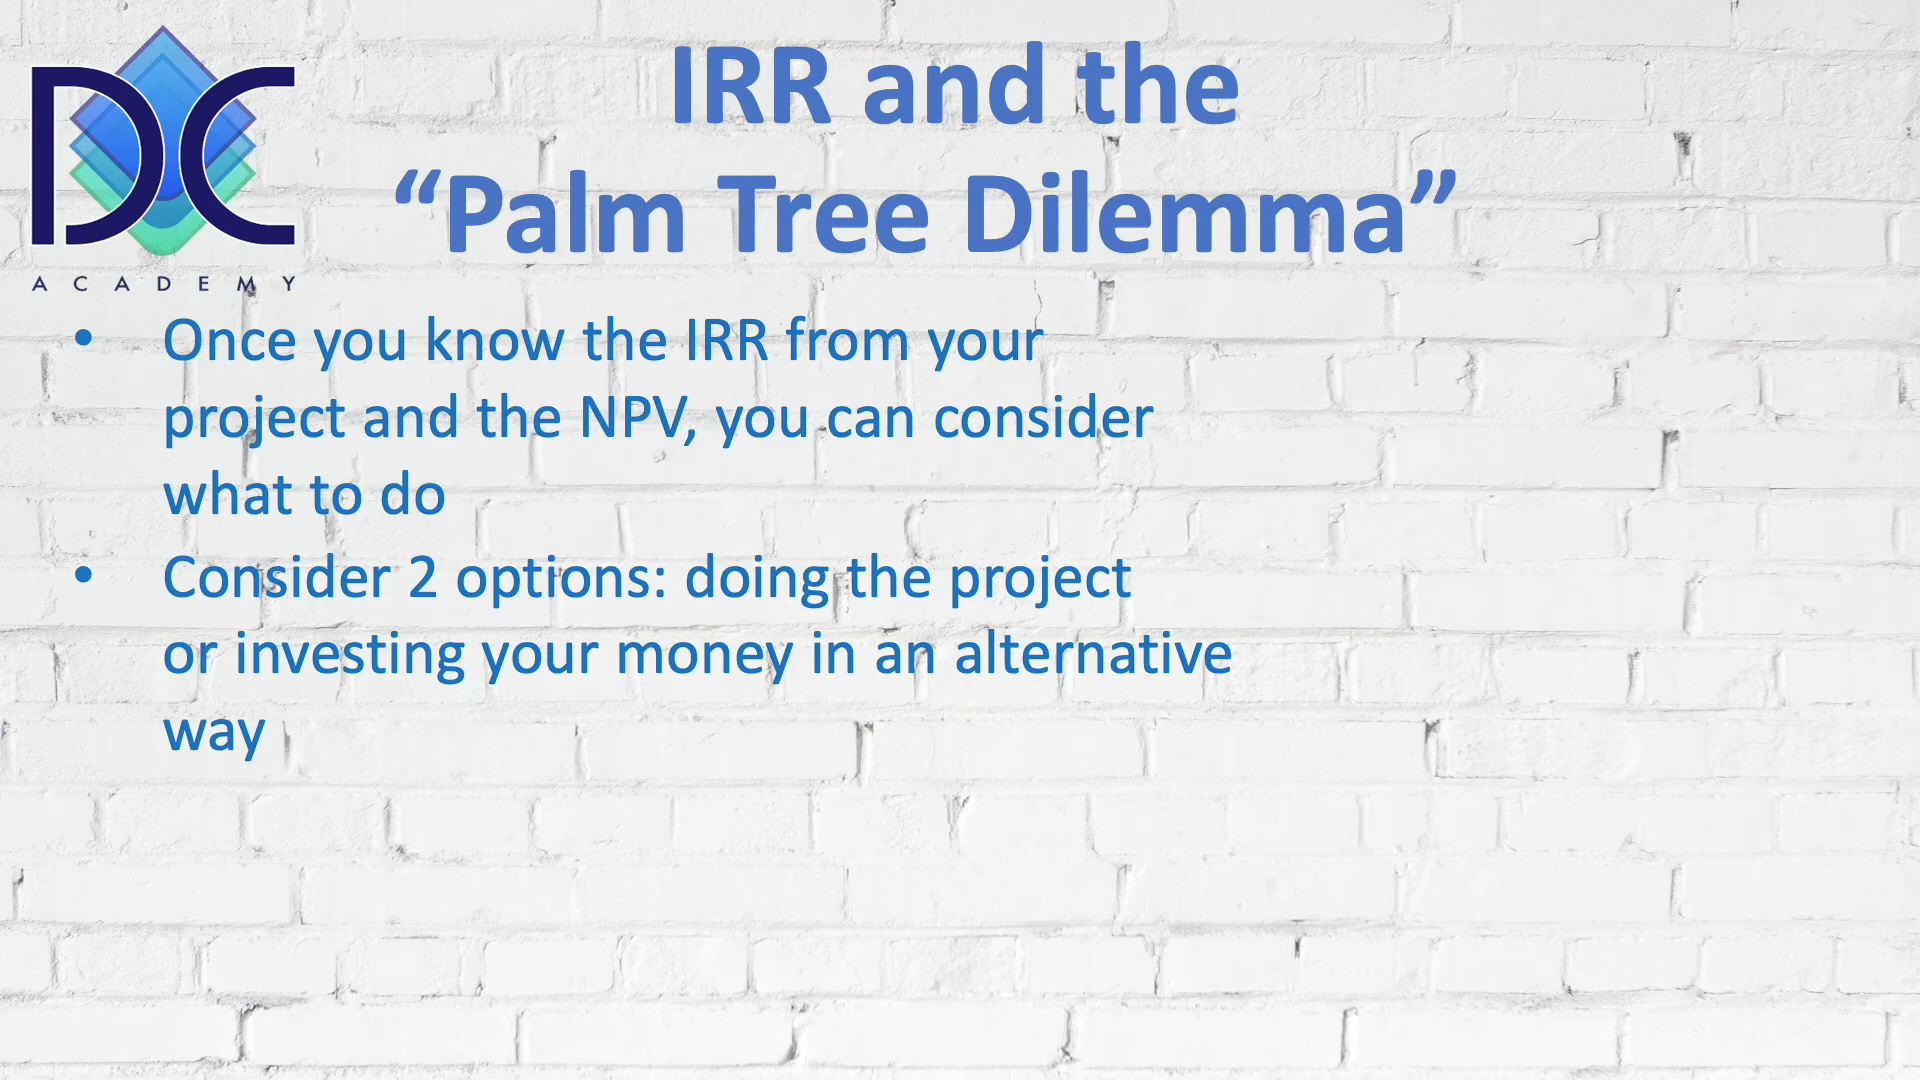 DC
ACADEMY
IRR and the
“Palm Tree Dilemma”
• Once you know the IRR from your
project and the NPV, you can consider
what to do
• Consider 2 options: doing the project
or investing your money in an alternative
way